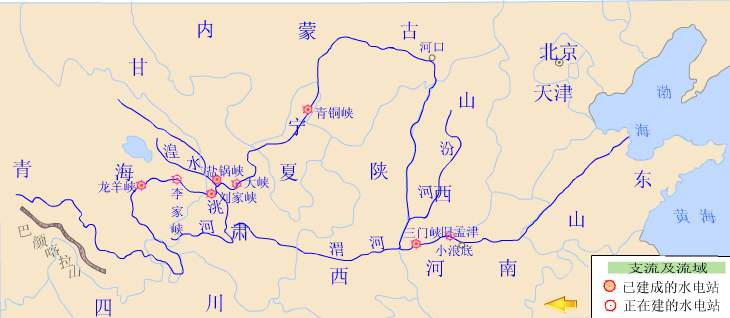 内蒙古
河口
北京
天津
甘
渤海
山
青铜峡
宁
湟水
盐锅峡
汾河
青海
夏
陕
西
东
龙羊峡
李家峡
大峡
刘家峡
洮河
黄海
肃
山
巴颜喀拉山
渭河
三门峡
旧孟津
小浪底
西
河南
四川
支流及流域
已建成的水电站
正在建的水电站